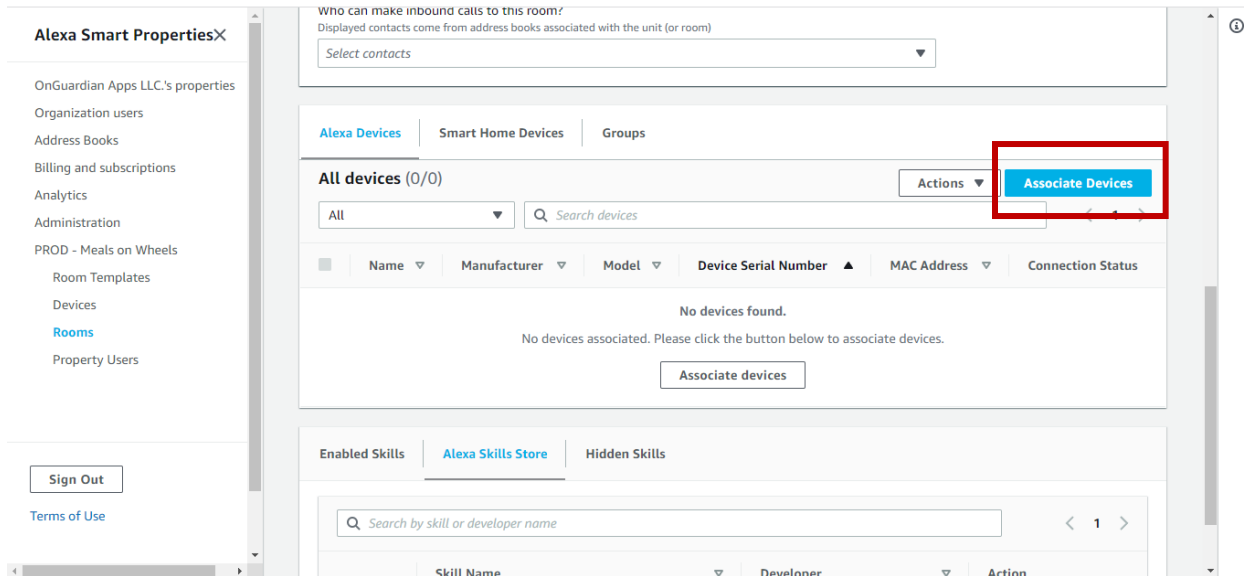 Alexa Smart Properties
OnGuardian Apps LLC.'s properties
Organization users
Address Books
Billing and subscriptions
Analytics
Administration
PROD - Meals on Wheels
Room Templates
Devices
Rooms
Property Users
Sign Out
Terms of Use
Who can make inbound calls to this room?
Displayed contacts come from address books associated with the unit (or room)
Select contacts
Alexa Devices Smart Home Devices Groups
All devices (0/0) Actions Associate Devices
All Search devices 1
Name Manufacturer Model Device Serial Number MAC Address Connection Status
No devices found.
No devices associated. Please click the button below to associate devices.
Associate devices
Enabled Skills Alexa Skills Store Hidden Skills
Search by skill or developer name 1
Skill Name Developer Action